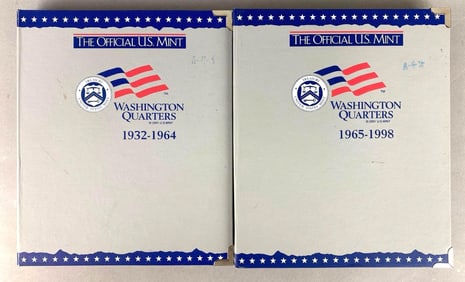 THE OFFICIAL U.S. MINT
WASHINGTON
QUARTERS
1932-1964
THE OFFICIAL U.S. MINT
WASHINGTON
QUARTERS
1965-1998